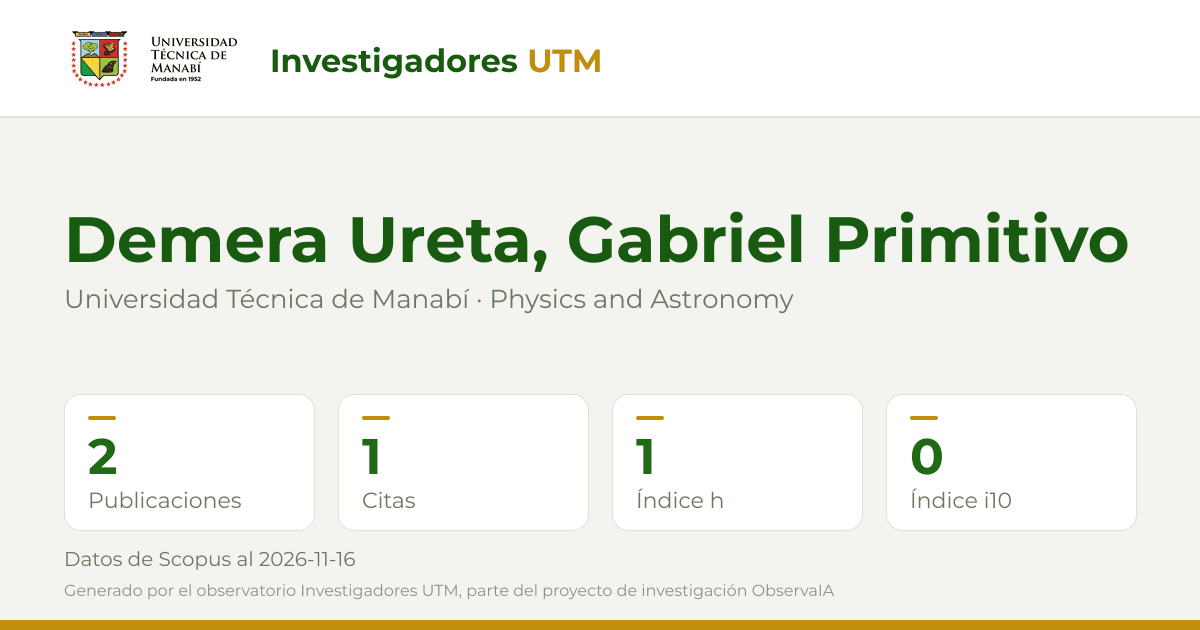 UNIVERSIDAD
TÉCNICA DE
MANABÍ
Fundada en 1952
Investigadores UTM
Demera Ureta, Gabriel Primitivo
Universidad Técnica de Manabí · Physics and Astronomy
2
Publicaciones
1
Citas
1
Índice h
0
Índice i10
Datos de Scopus al 2026-11-16
Generado por el observatorio Investigadores UTM, parte del proyecto de investigación ObservaIA